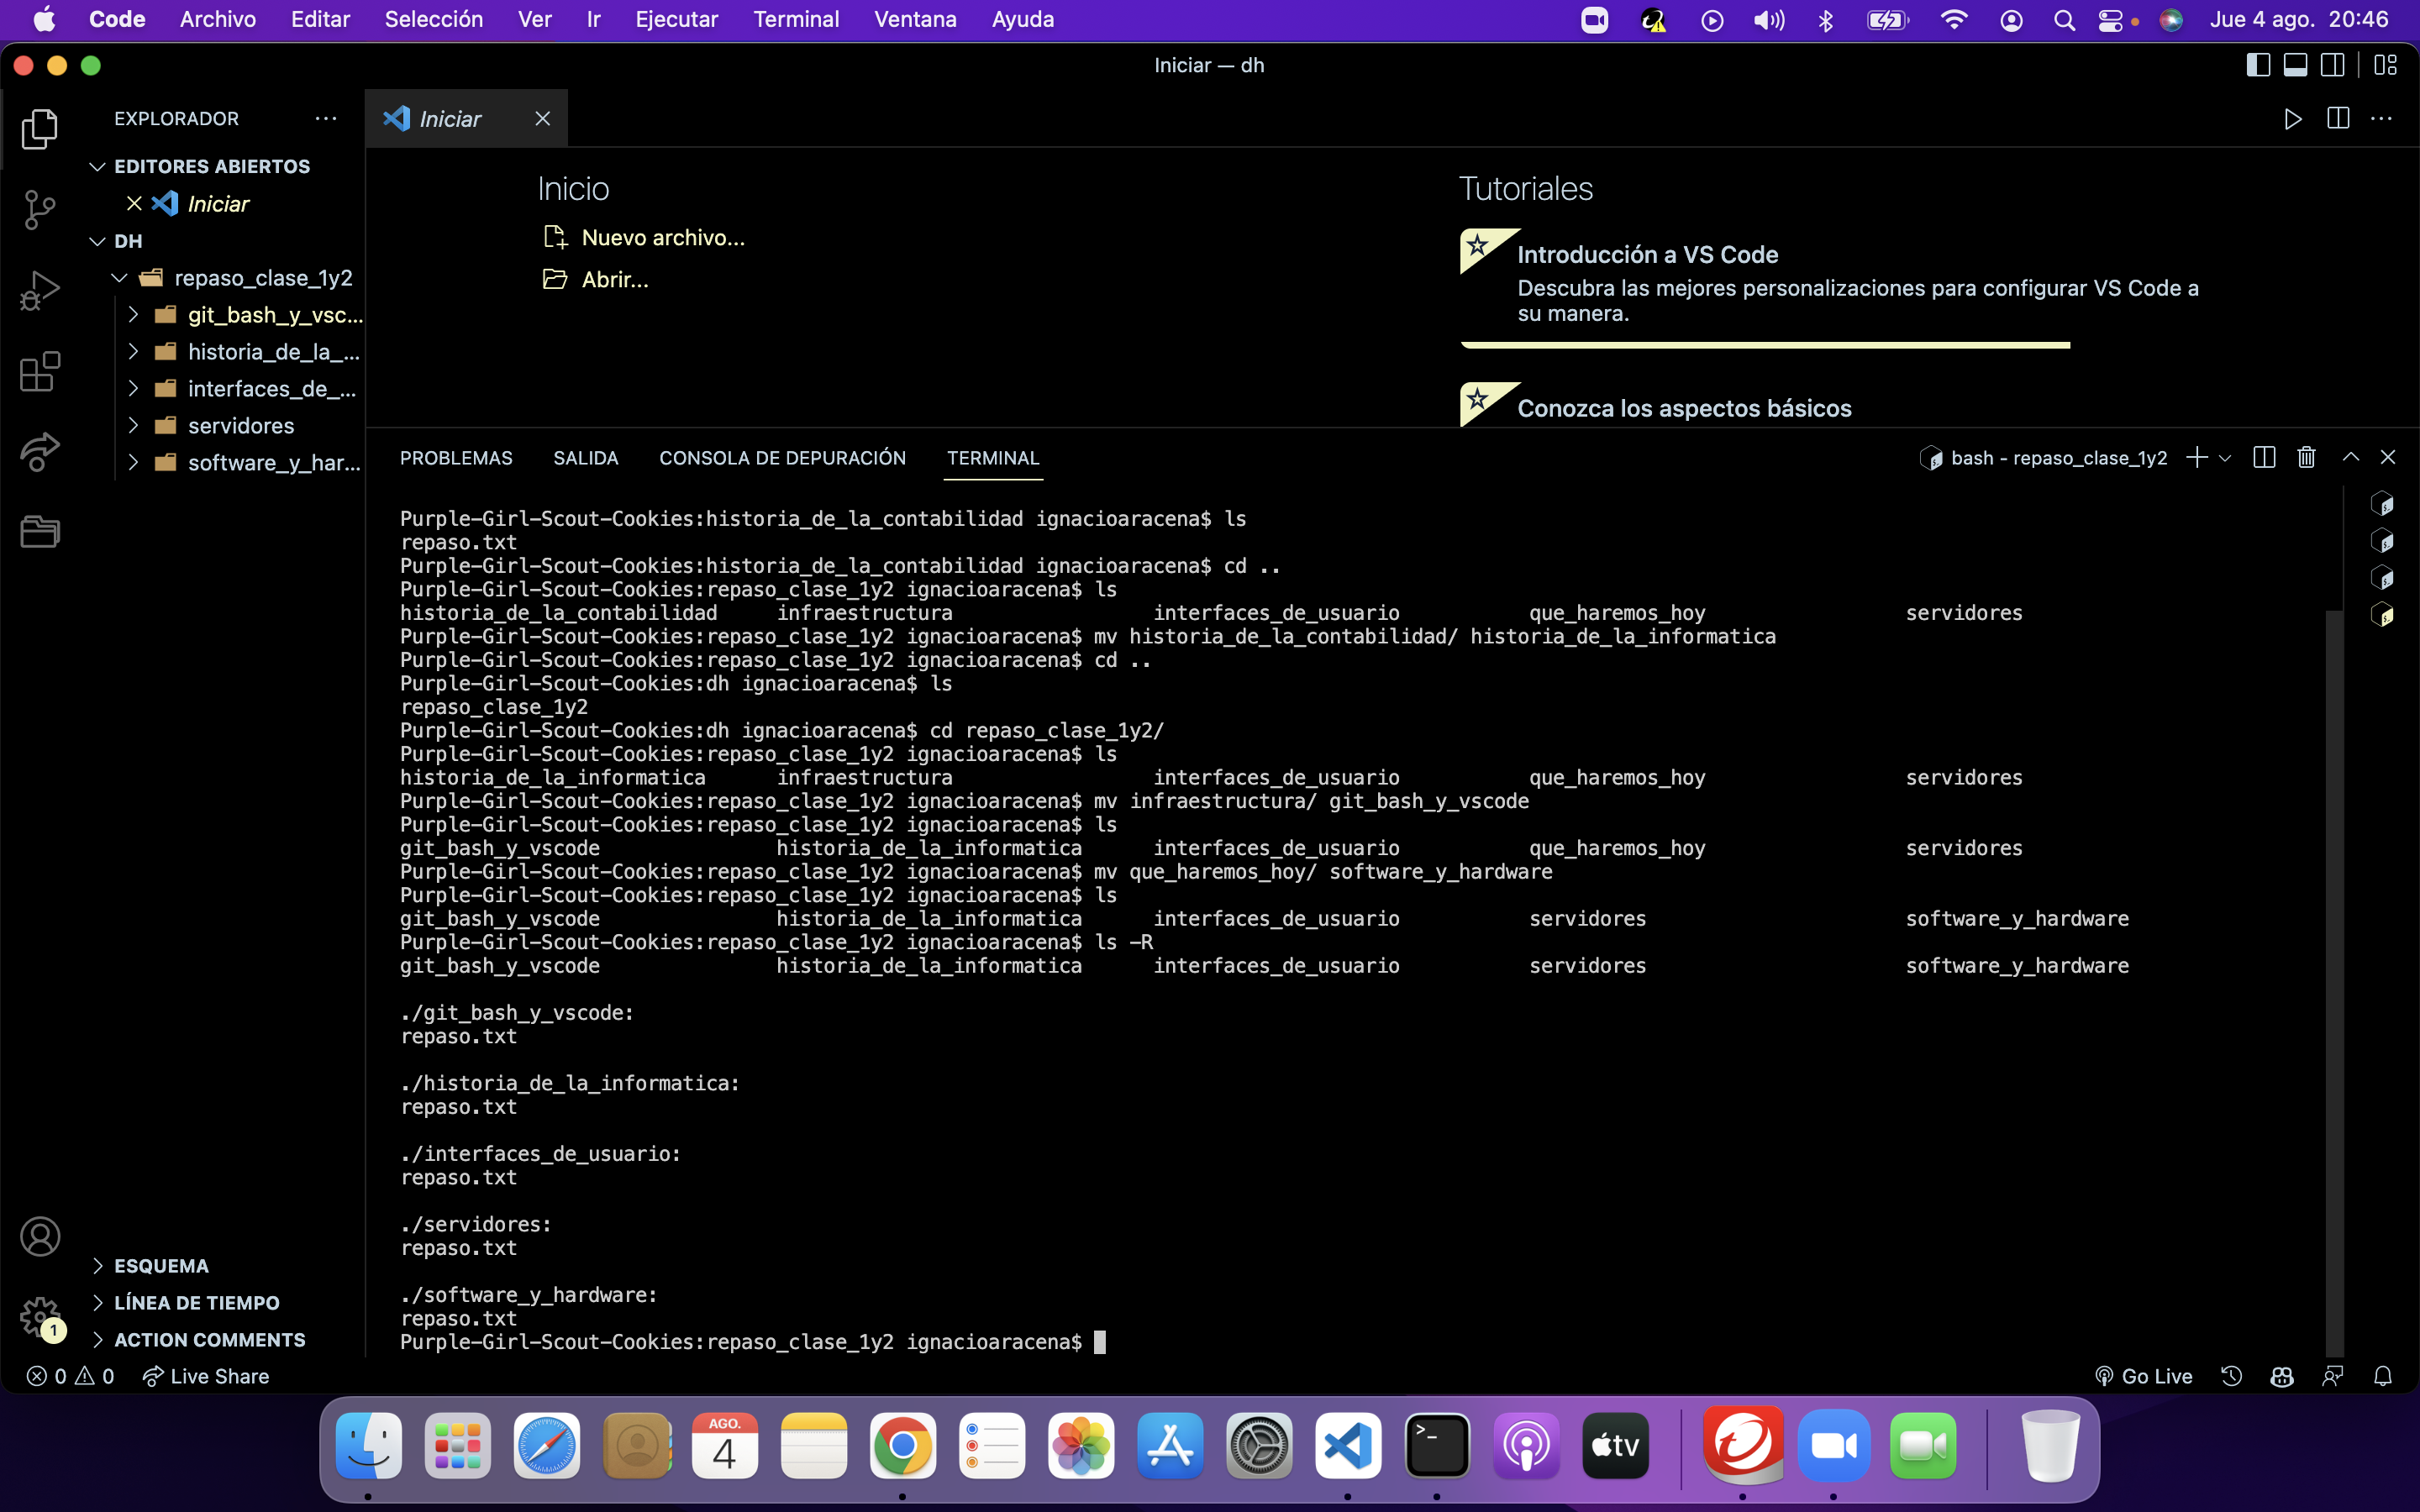 Code Archivo Editar Selección Ver Ir Ejecutar Terminal Ventana Ayuda Jue 4 ago. 20:46
Iniciar — dh
EXPLORADOR
Iniciar
EDITORES ABIERTOS
Iniciar
DH
repaso_clase_1y2
git_bash_y_vsc...
historia_de_la_...
interfaces_de_...
servidores
software_y_har...
Inicio
Nuevo archivo...
Abrir...
Tutoriales
Introducción a VS Code
Descubra las mejores personalizaciones para configurar VS Code a
su manera.
Conozca los aspectos básicos
PROBLEMAS SALIDA CONSOLA DE DEPURACIÓN TERMINAL bash - repaso_clase_1y2
Purple-Girl-Scout-Cookies:historia_de_la_contabilidad ignacioaracena$ ls
repaso.txt
Purple-Girl-Scout-Cookies:historia_de_la_contabilidad ignacioaracena$ cd ..
Purple-Girl-Scout-Cookies:repaso_clase_1y2 ignacioaracena$ ls
historia_de_la_contabilidad infraestructura interfaces_de_usuario que_haremos_hoy servidores
Purple-Girl-Scout-Cookies:repaso_clase_1y2 ignacioaracena$ mv historia_de_la_contabilidad/ historia_de_la_informatica
Purple-Girl-Scout-Cookies:repaso_clase_1y2 ignacioaracena$ cd ..
Purple-Girl-Scout-Cookies:dh ignacioaracena$ ls
repaso_clase_1y2
Purple-Girl-Scout-Cookies:dh ignacioaracena$ cd repaso_clase_1y2/
Purple-Girl-Scout-Cookies:repaso_clase_1y2 ignacioaracena$ ls
historia_de_la_informatica infraestructura interfaces_de_usuario que_haremos_hoy servidores
Purple-Girl-Scout-Cookies:repaso_clase_1y2 ignacioaracena$ mv infraestructura/ git_bash_y_vscode
Purple-Girl-Scout-Cookies:repaso_clase_1y2 ignacioaracena$ ls
git_bash_y_vscode historia_de_la_informatica interfaces_de_usuario que_haremos_hoy servidores
Purple-Girl-Scout-Cookies:repaso_clase_1y2 ignacioaracena$ mv que_haremos_hoy/ software_y_hardware
Purple-Girl-Scout-Cookies:repaso_clase_1y2 ignacioaracena$ ls
git_bash_y_vscode historia_de_la_informatica interfaces_de_usuario servidores software_y_hardware
Purple-Girl-Scout-Cookies:repaso_clase_1y2 ignacioaracena$ ls -R
git_bash_y_vscode historia_de_la_informatica interfaces_de_usuario servidores software_y_hardware
./git_bash_y_vscode:
repaso.txt
./historia_de_la_informatica:
repaso.txt
./interfaces_de_usuario:
repaso.txt
./servidores:
repaso.txt
./software_y_hardware:
repaso.txt
Purple-Girl-Scout-Cookies:repaso_clase_1y2 ignacioaracena$
ESQUEMA
LÍNEA DE TIEMPO
ACTION COMMENTS
1
0 0 Live Share Go Live
AGO.
4
>_
tv